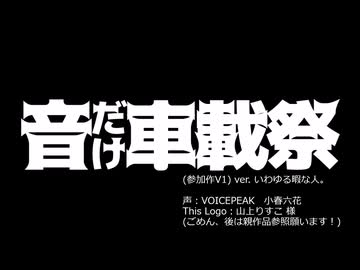 音だけ車載祭
(参加作V1) ver. いわゆる暇な人。
声：VOICEPEAK　小春六花
This Logo：山上りすこ 様
(ごめん、後は親作品参照願います！)